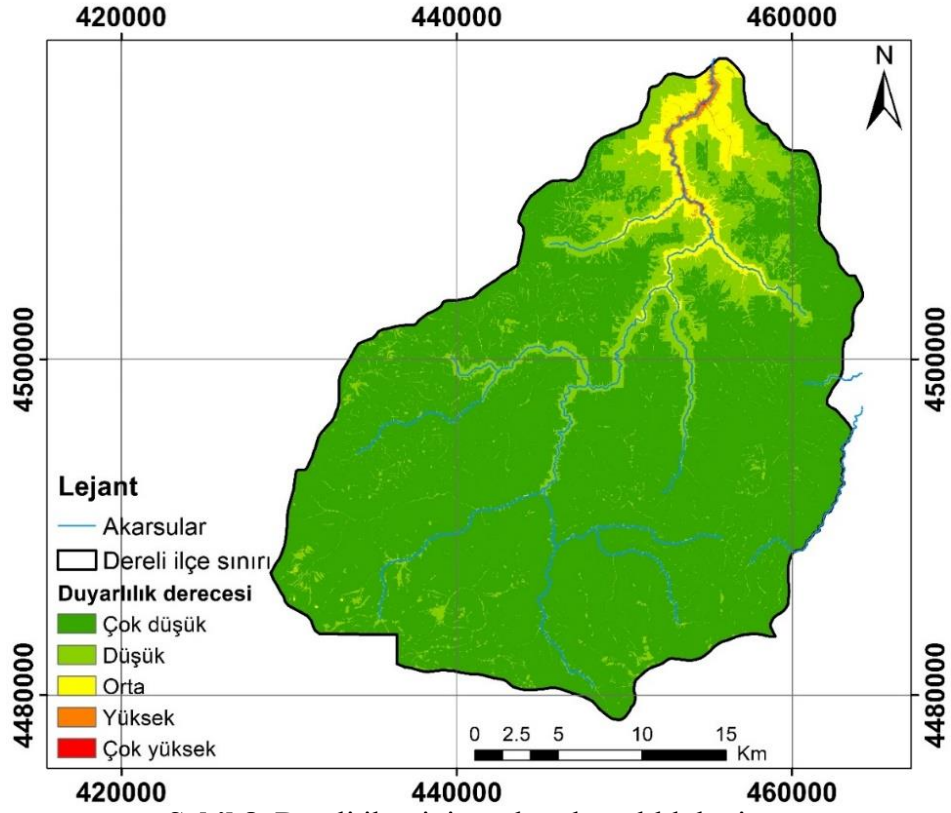 420000 440000 460000
N
4500000 4500000
Lejant
Akarsular
Dereli ilçe sınırı
Duyarlılık derecesi
Çok düşük
Düşük
Orta
Yüksek
Çok yüksek
4480000 4480000
0 2.5 5 10 15
Km
420000 440000 460000
Dereli